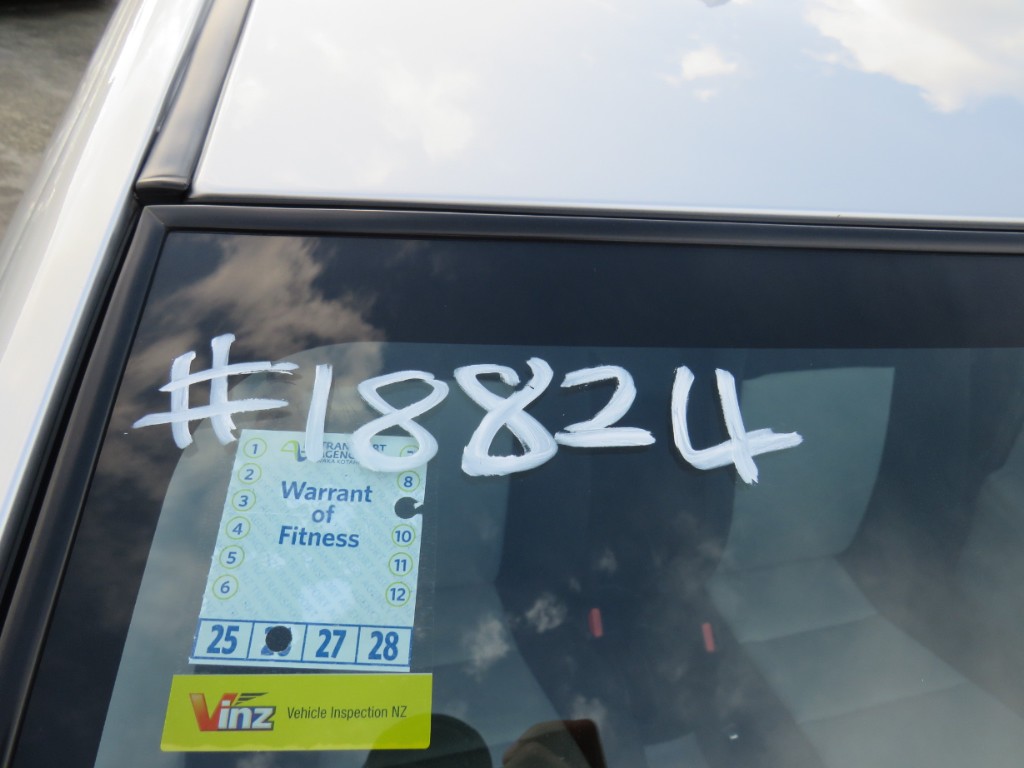 #18824
1
2
3
4
5
6
8
10
11
12
Warrant
of
Fitness
25 27 28
Vinz Vehicle Inspection NZ